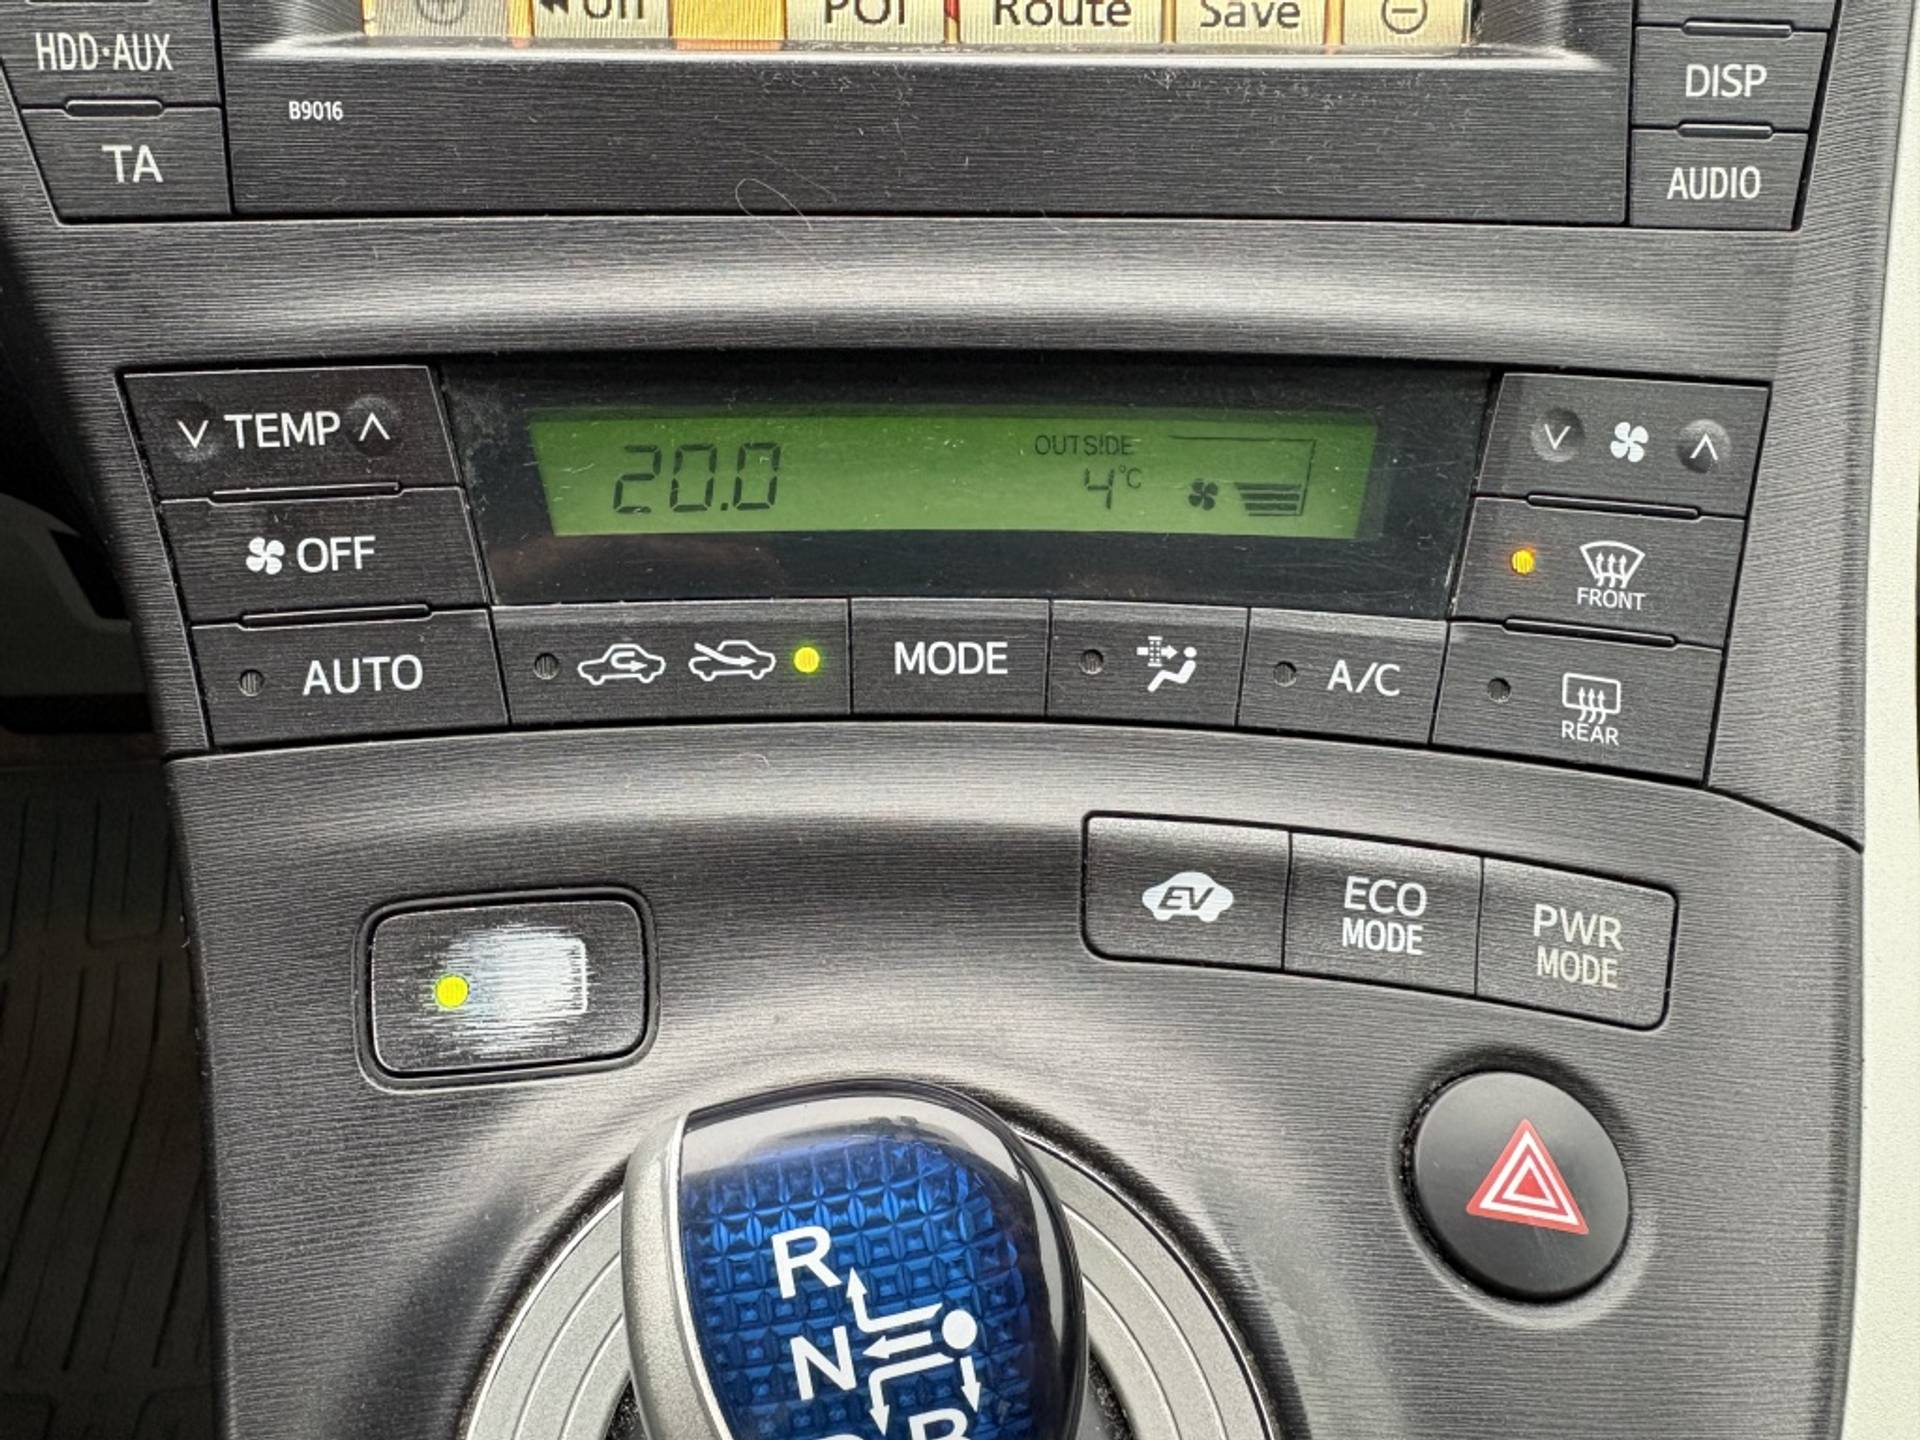 Off
POI
Route
Save
HDD·AUX
DISP
B9016
TA
AUDIO
TEMP
20.0
OUTSIDE
4°C
OFF
FRONT
AUTO
MODE
A/C
REAR
EV
ECO
MODE
PWR
MODE
R
N
B